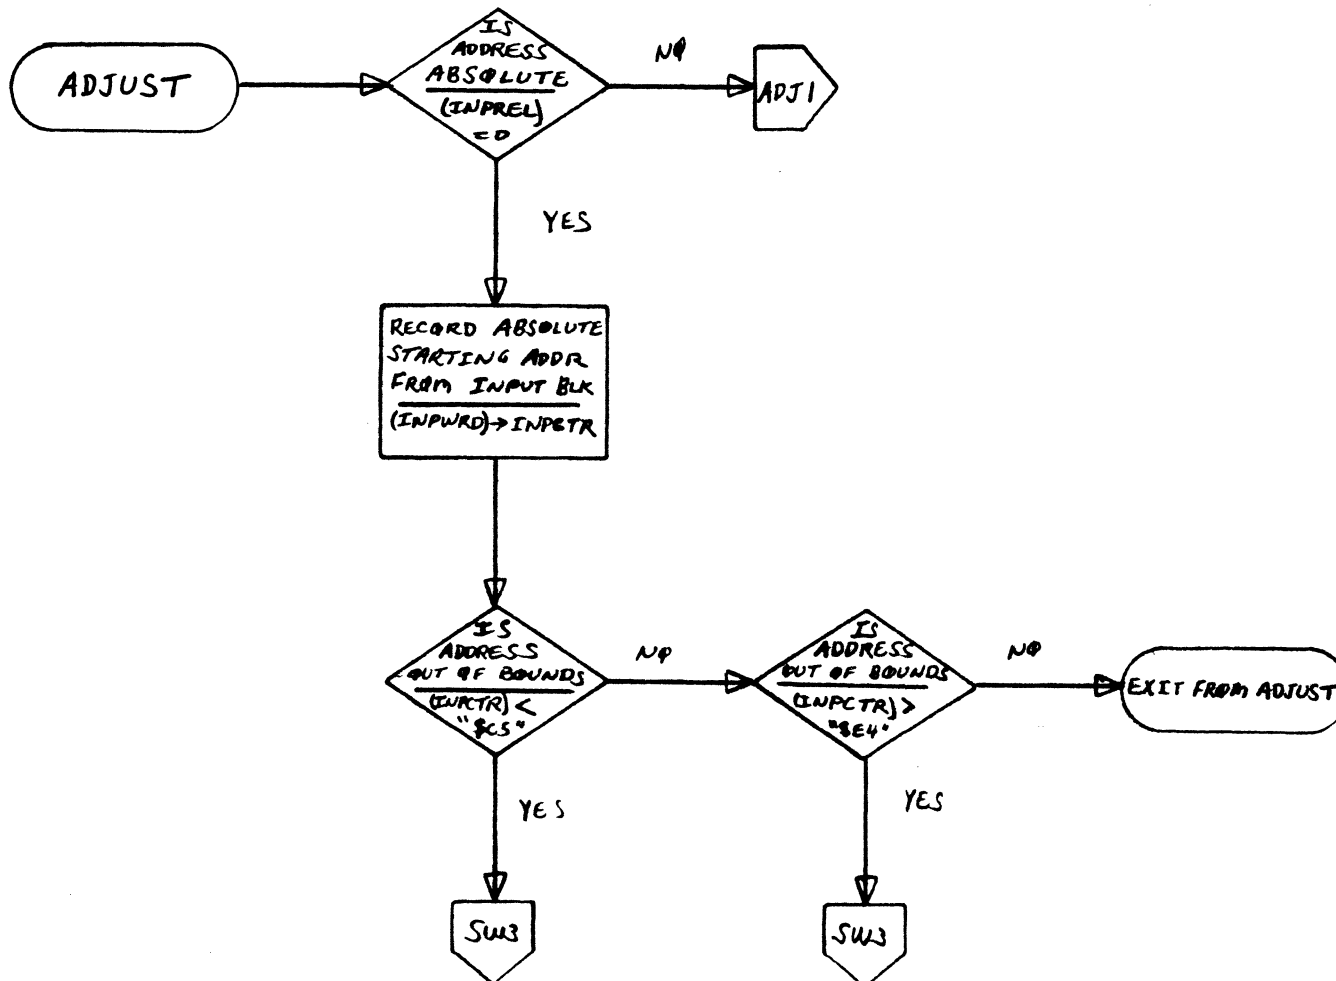 ADJUST
IS
ADDRESS
ABSOLUTE
(INPREL)
=0
NO
ADJ1
YES
RECORD ABSOLUTE
STARTING ADDR
FROM INPUT BLK
(INPWRD)→INPCTR
IS
ADDRESS
OUT OF BOUNDS
(INPCTR) <
"$C5"
NO
IS
ADDRESS
OUT OF BOUNDS
(INPCTR) >
"$E4"
NO
EXIT FROM ADJUST
YES
YES
SW3
SW3